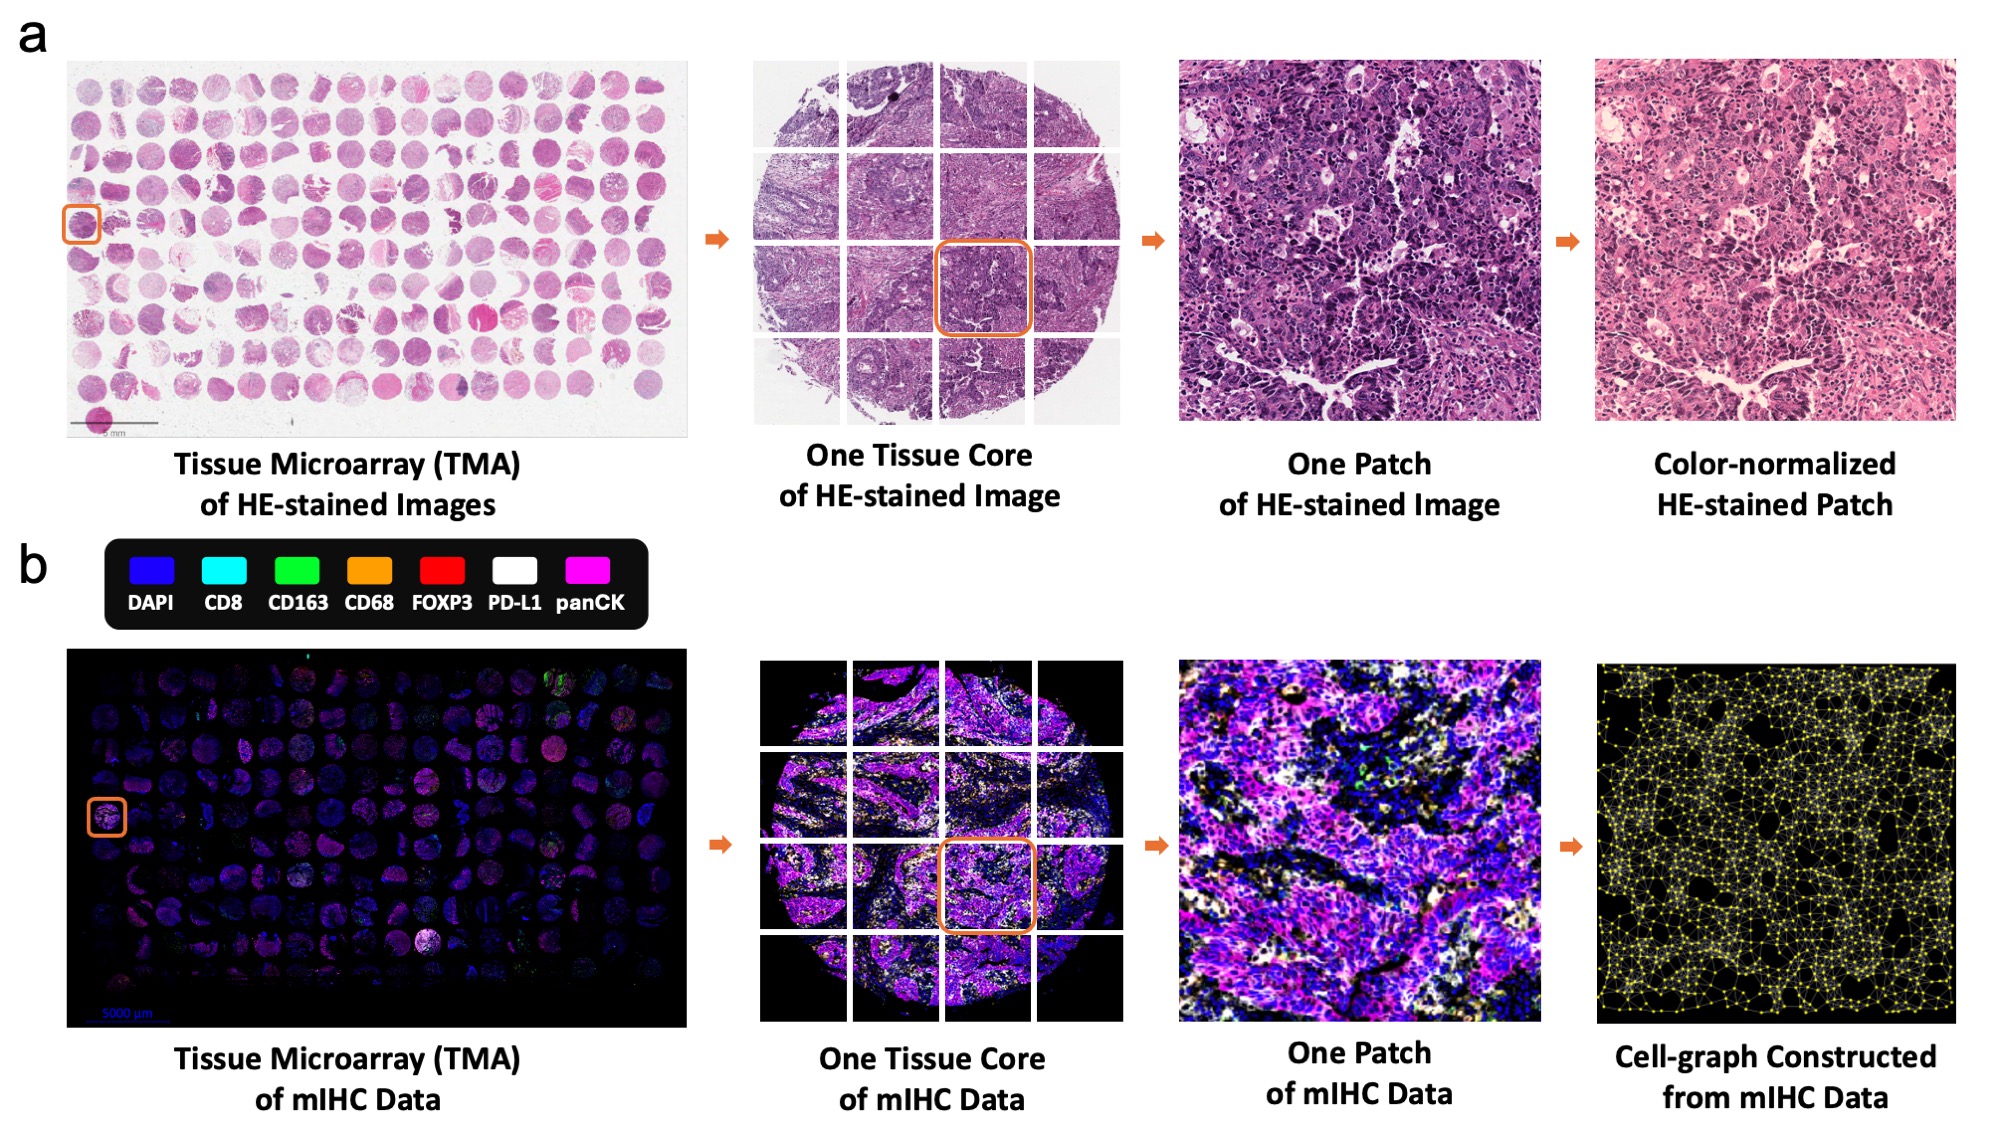 a
5 mm
Tissue Microarray (TMA)
of HE-stained Images
One Tissue Core
of HE-stained Image
One Patch
of HE-stained Image
Color-normalized
HE-stained Patch
b
DAPI CD8 CD163 CD68 FOXP3 PD-L1 panCK
5000 µm
Tissue Microarray (TMA)
of mIHC Data
One Tissue Core
of mIHC Data
One Patch
of mIHC Data
Cell-graph Constructed
from mIHC Data